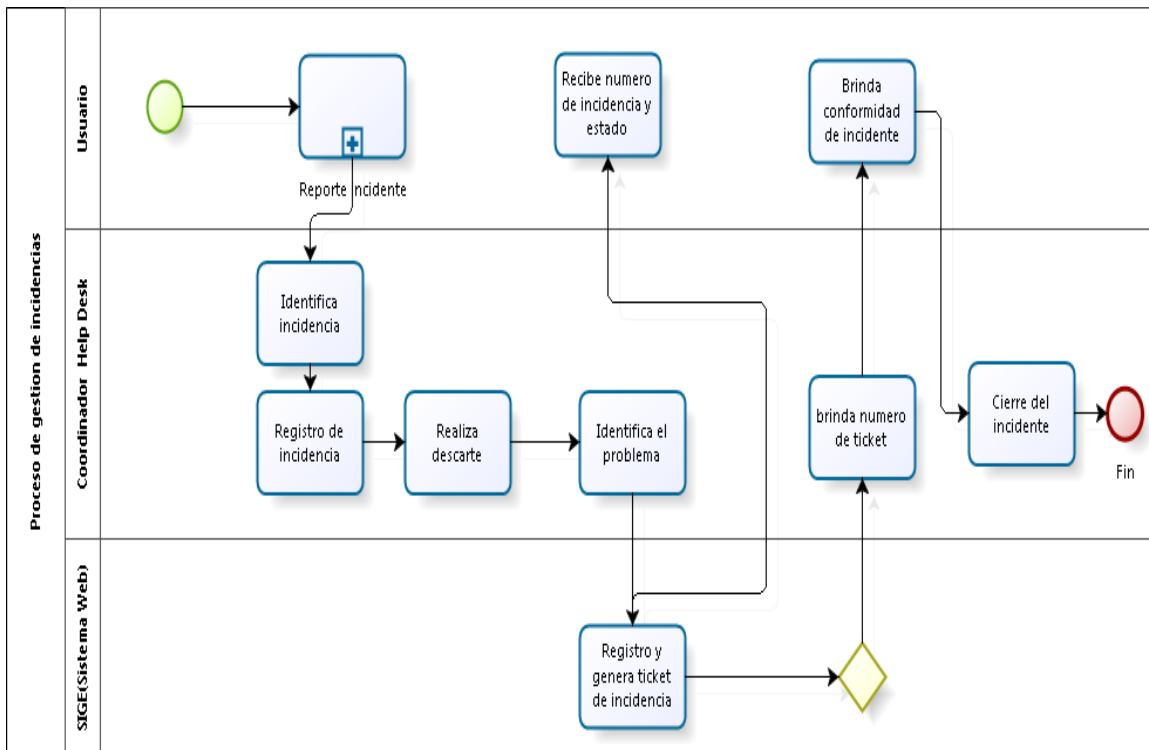 Proceso de gestion de incidencias
Usuario
Reporte incidente
Recibe numero
de incidencia y
estado
Brinda
conformidad
de incidente
Coordinador Help Desk
Identifica
incidencia
Registro de
incidencia
Realiza
descarte
Identifica el
problema
brinda numero
de ticket
Cierre del
incidente
Fin
SIGE(Sistema Web)
Registro y
genera ticket
de incidencia